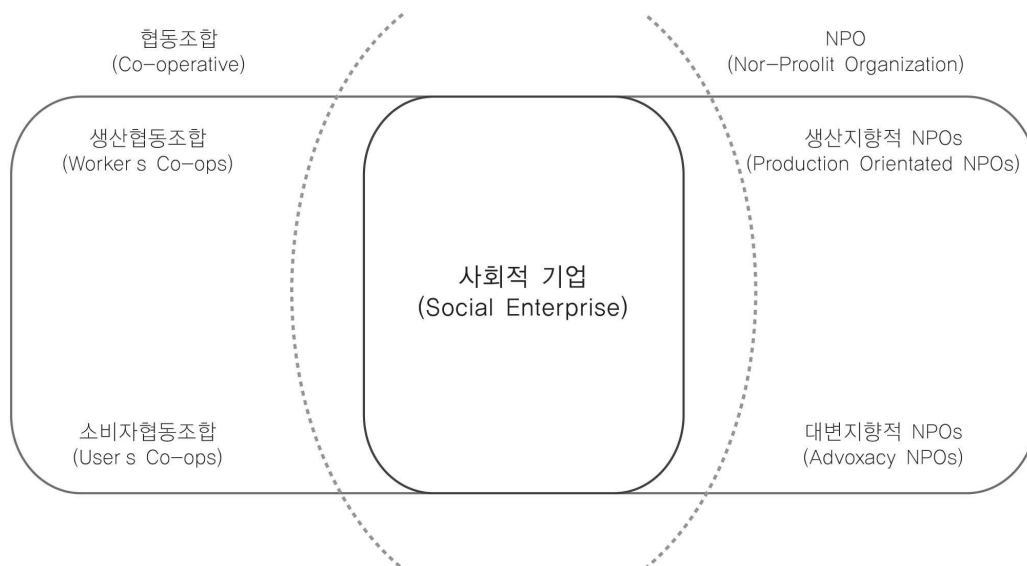 협동조합
(Co-operative)
NPO
(Nor-Proolit Organization)
생산협동조합
(Worker s Co-ops)
생산지향적 NPOs
(Production Orientated NPOs)
사회적 기업
(Social Enterprise)
소비자협동조합
(User s Co-ops)
대변지향적 NPOs
(Advoxacy NPOs)